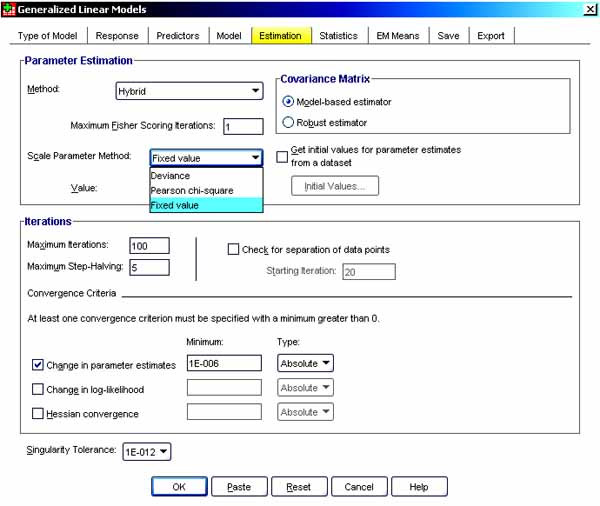 Generalized Linear Models
Type of Model Response Predictors Model Estimation Statistics EM Means Save Export
Parameter Estimation
Method: Hybrid
Maximum Fisher Scoring Iterations: 1
Scale Parameter Method: Fixed value
Deviance
Pearson chi-square
Fixed value
Value:
Covariance Matrix
Model-based estimator
Robust estimator
Get initial values for parameter estimates
from a dataset
Initial Values...
Iterations
Maximum Iterations: 100
Maximum Step-Halving: 5
Check for separation of data points
Starting Iteration: 20
Convergence Criteria
At least one convergence criterion must be specified with a minimum greater than 0.
Minimum: Type:
Change in parameter estimates 1E-006 Absolute
Change in log-likelihood Absolute
Hessian convergence Absolute
Singularity Tolerance: 1E-012
OK Paste Reset Cancel Help